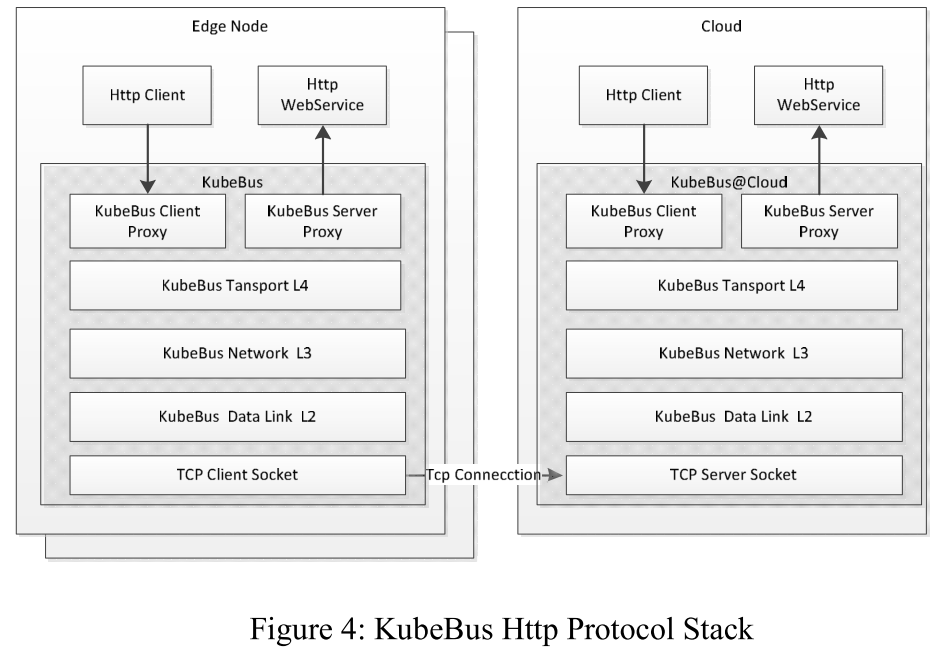 Edge Node
Http Client
Http
WebService
KubeBus
KubeBus Client
Proxy
KubeBus Server
Proxy
KubeBus Tansport L4
KubeBus Network L3
KubeBus Data Link L2
TCP Client Socket
Tcp Connecction
Cloud
Http Client
Http
WebService
KubeBus@Cloud
KubeBus Client
Proxy
KubeBus Server
Proxy
KubeBus Tansport L4
KubeBus Network L3
KubeBus Data Link L2
TCP Server Socket
Figure 4: KubeBus Http Protocol Stack